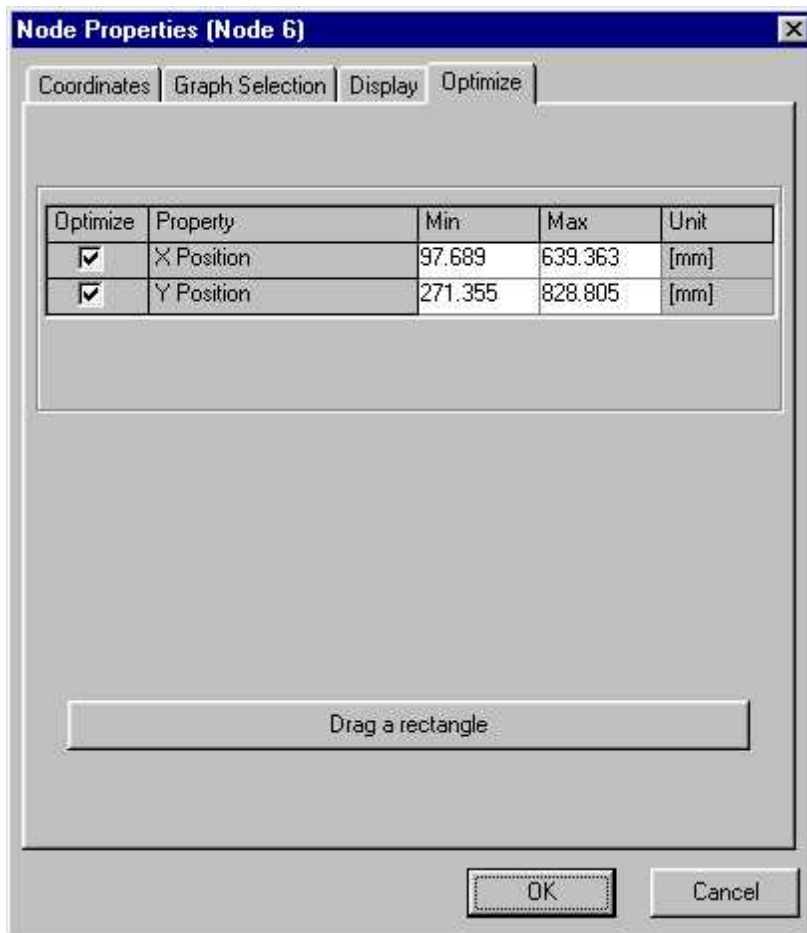 Node Properties (Node 6)
Coordinates Graph Selection Display Optimize
Optimize Property Min Max Unit
X Position 97.689 639.363 [mm]
Y Position 271.355 828.805 [mm]
Drag a rectangle
OK Cancel